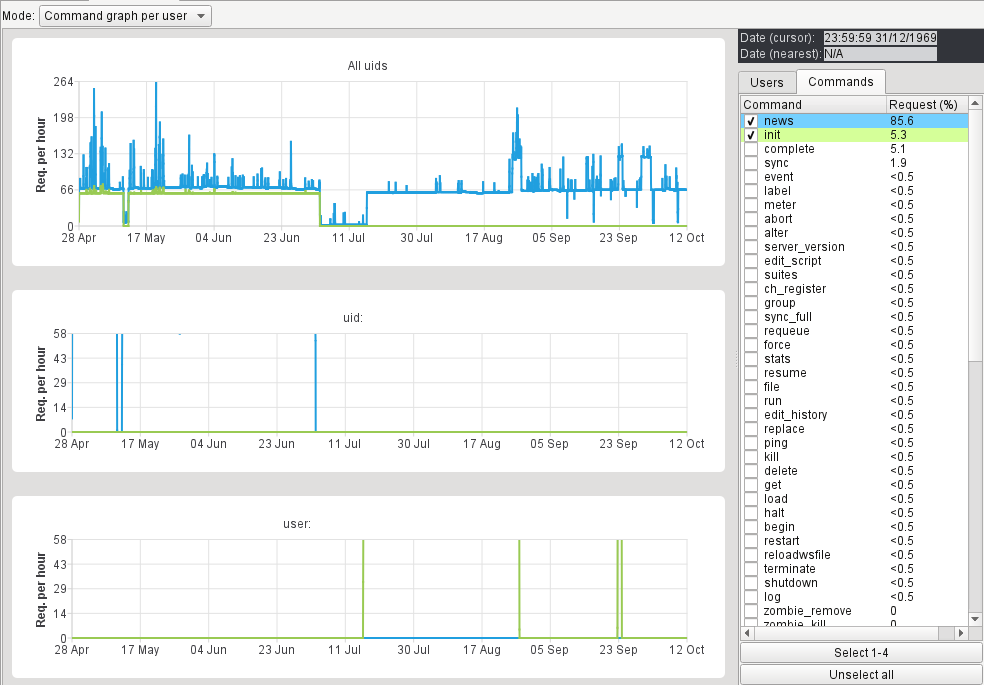 Mode: Command graph per user
Date (cursor): 23:59:59 31/12/1969
Date (nearest): N/A
Users Commands
Command Request (%)
news 85.6
init 5.3
complete 5.1
sync 1.9
event <0.5
label <0.5
meter <0.5
abort <0.5
alter <0.5
server_version <0.5
edit_script <0.5
suites <0.5
ch_register <0.5
group <0.5
sync_full <0.5
requeue <0.5
force <0.5
stats <0.5
resume <0.5
file <0.5
run <0.5
edit_history <0.5
replace <0.5
ping <0.5
kill <0.5
delete <0.5
get <0.5
load <0.5
halt <0.5
begin <0.5
restart <0.5
reloadwsfile <0.5
terminate <0.5
shutdown <0.5
log <0.5
zombie_remove 0
zombie_kill 0
Select 1-4
Unselect all
All uids
Req. per hour
264
198
132
66
0
28 Apr 17 May 04 Jun 23 Jun 11 Jul 30 Jul 17 Aug 05 Sep 23 Sep 12 Oct
uid:
Req. per hour
58
43
29
14
0
28 Apr 17 May 04 Jun 23 Jun 11 Jul 30 Jul 17 Aug 05 Sep 23 Sep 12 Oct
user:
Req. per hour
58
43
29
14
0
28 Apr 17 May 04 Jun 23 Jun 11 Jul 30 Jul 17 Aug 05 Sep 23 Sep 12 Oct